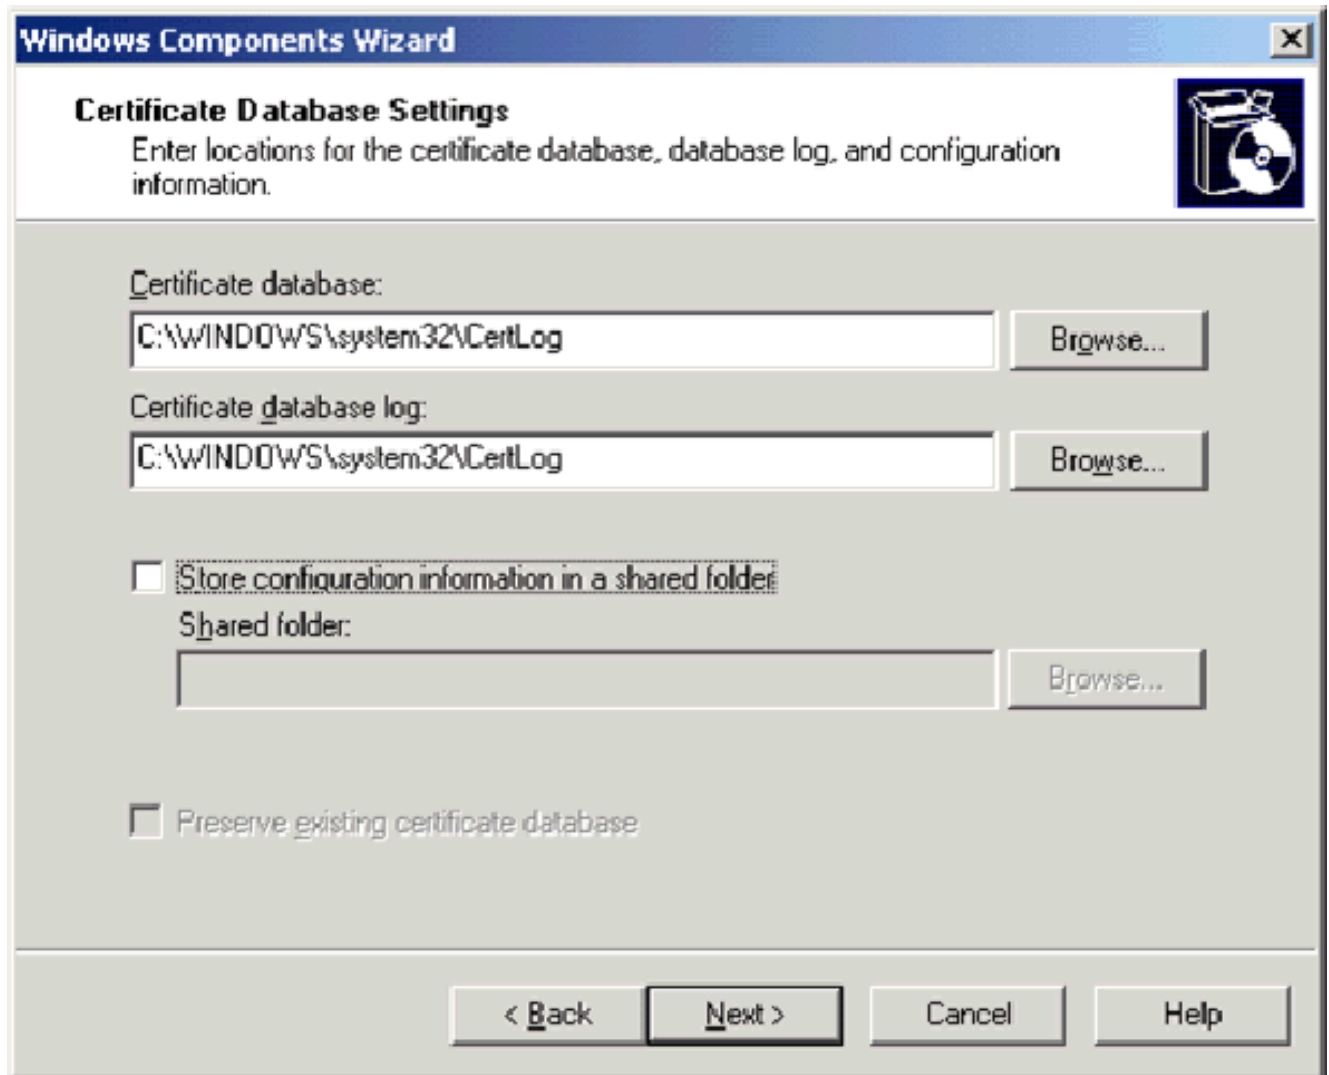 Windows Components Wizard
Certificate Database Settings
Enter locations for the certificate database, database log, and configuration
information.
Certificate database:
C:\WINDOWS\system32\CertLog
Browse...
Certificate database log:
C:\WINDOWS\system32\CertLog
Browse...
Store configuration information in a shared folder
Shared folder:
Browse...
Preserve existing certificate database
< Back
Next >
Cancel
Help